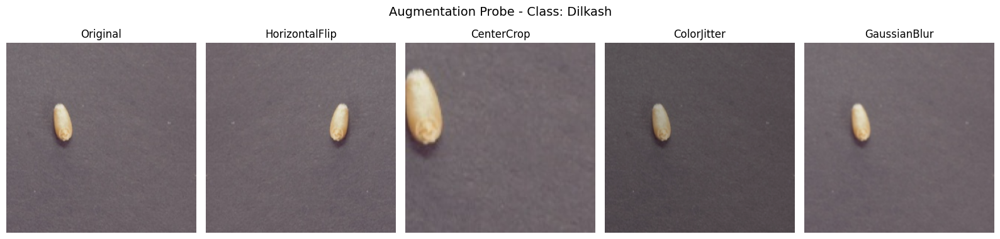 Augmentation Probe - Class: Dilkash
Original
HorizontalFlip
CenterCrop
ColorJitter
GaussianBlur